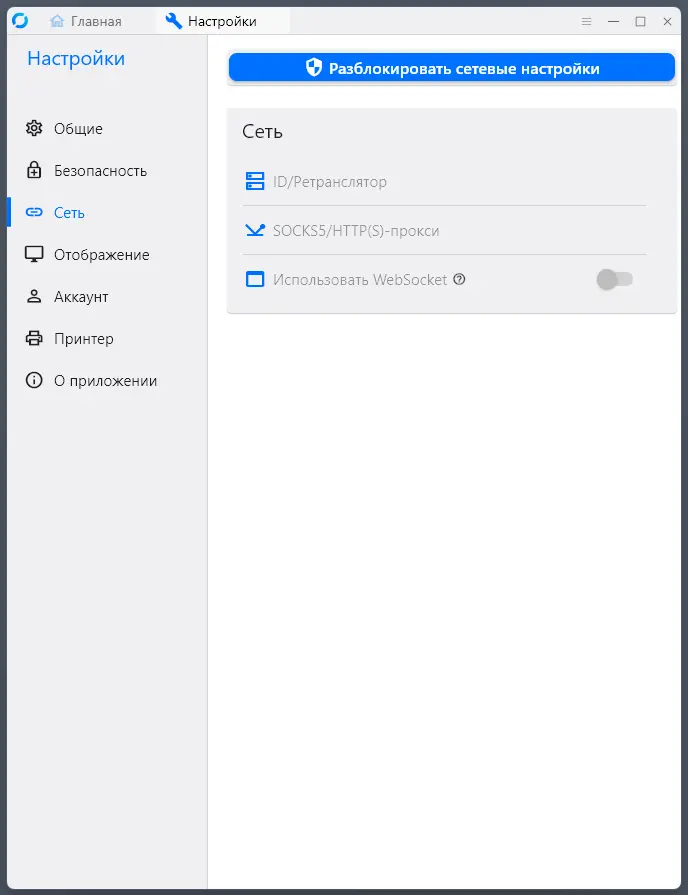 Главная
Настройки
Настройки
Общие
Безопасность
Сеть
Отображение
Аккаунт
Принтер
О приложении
Разблокировать сетевые настройки
Сеть
ID/Ретранслятор
SOCKS5/HTTP(S)-прокси
Использовать WebSocket